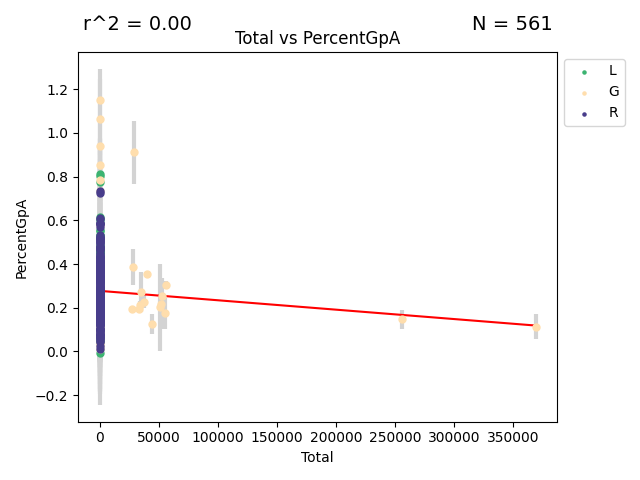 r^2 = 0.00
N = 561
Total vs PercentGpA
L
G
R
PercentGpA
1.2
1.0
0.8
0.6
0.4
0.2
0.0
−0.2
0
50000
100000
150000
200000
250000
300000
350000
Total